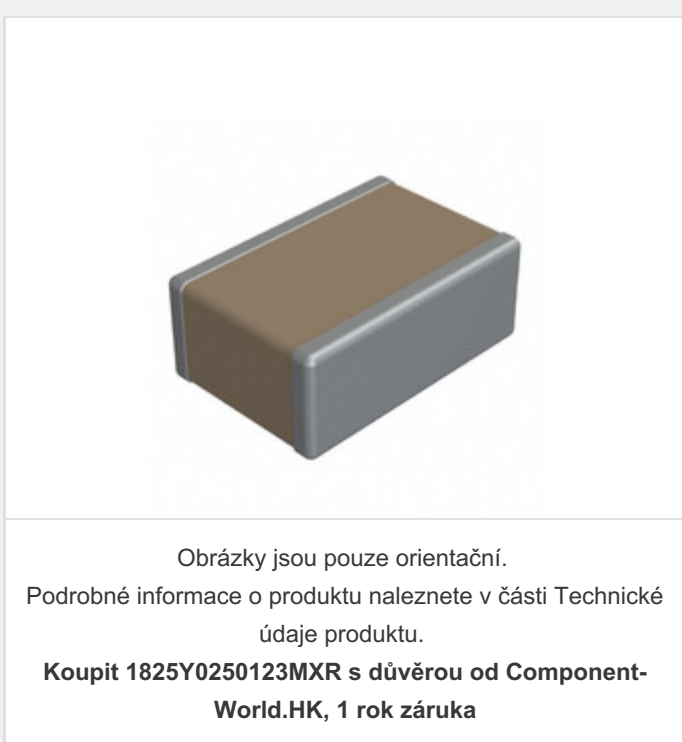 Obrázky jsou pouze orientační.
Podrobné informace o produktu naleznete v části Technické
údaje produktu.
Koupit 1825Y0250123MXR s důvěrou od Component-
World.HK, 1 rok záruka